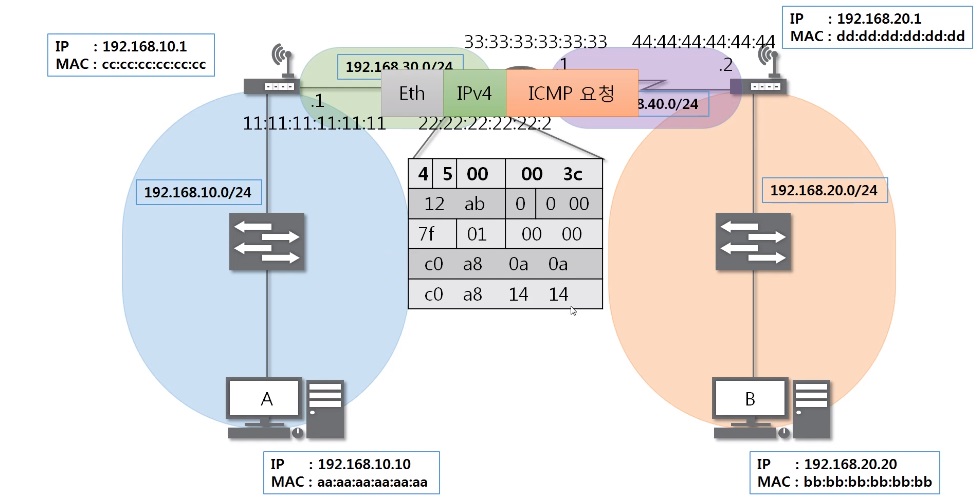 IP : 192.168.10.1
MAC : cc:cc:cc:cc:cc:cc
IP : 192.168.20.1
MAC : dd:dd:dd:dd:dd:dd
33:33:33:33:33:33
44:44:44:44:44:44
192.168.30.0/24
.1
1
.2
Eth
IPv4
ICMP 요청
8.40.0/24
11:11:11:11:11:11
22:22:22:22:22:2
4 5 00 00 3c
12 ab 0 0 00
7f 01 00 00
c0 a8 0a 0a
c0 a8 14 14
192.168.10.0/24
192.168.20.0/24
A
B
IP : 192.168.10.10
MAC : aa:aa:aa:aa:aa:aa
IP : 192.168.20.20
MAC : bb:bb:bb:bb:bb:bb